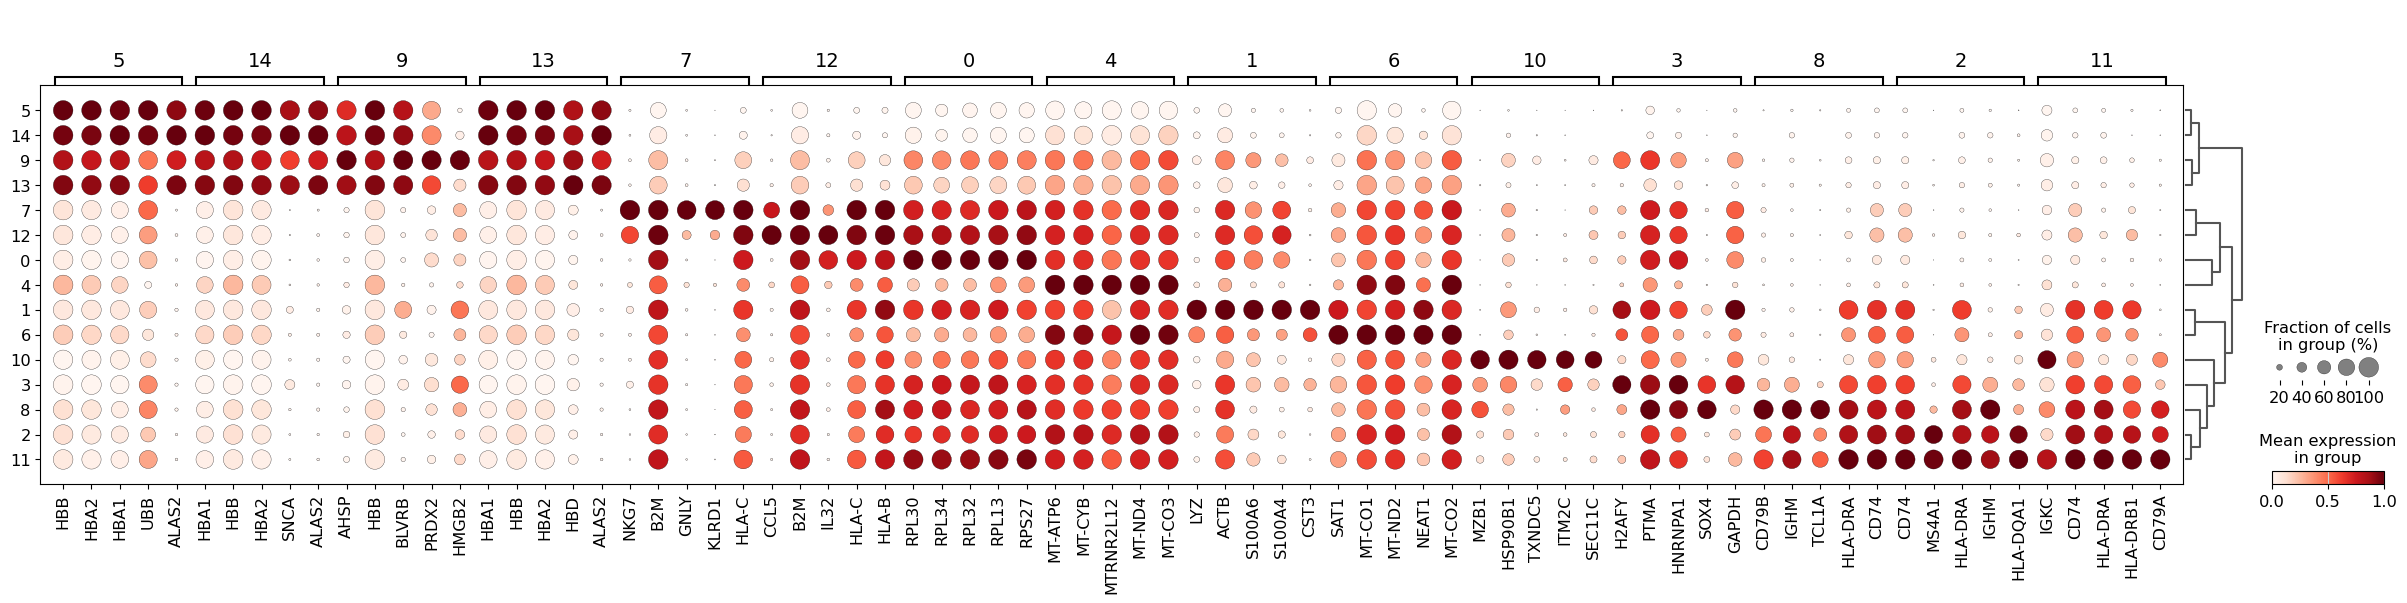 5 14 9 13 7 12 0 4 1 6 10 3 8 2 11
5
14
9
13
7
12
0
4
1
6
10
3
8
2
11
HBB HBA2 HBA1 UBB ALAS2 HBA1 HBB HBA2 SNCA ALAS2 AHSP HBB BLVRB PRDX2 HMGB2 HBA1 HBB HBA2 HBD ALAS2 NKG7 B2M GNLY KLRD1 HLA-C CCL5 B2M IL32 HLA-C HLA-B RPL30 RPL34 RPL32 RPL13 RPS27 MT-ATP6 MT-CYB MTRNR2L12 MT-ND4 MT-CO3 LYZ ACTB S100A6 S100A4 CST3 SAT1 MT-CO1 MT-ND2 NEAT1 MT-CO2 MZB1 HSP90B1 TXNDC5 ITM2C SEC11C H2AFY PTMA HNRNPA1 SOX4 GAPDH CD79B IGHM TCL1A HLA-DRA CD74 CD74 MS4A1 HLA-DRA IGHM HLA-DQA1 IGKC CD74 HLA-DRA HLA-DRB1 CD79A
Fraction of cells
in group (%)
20 40 60 80 100
Mean expression
in group
0.0 0.5 1.0